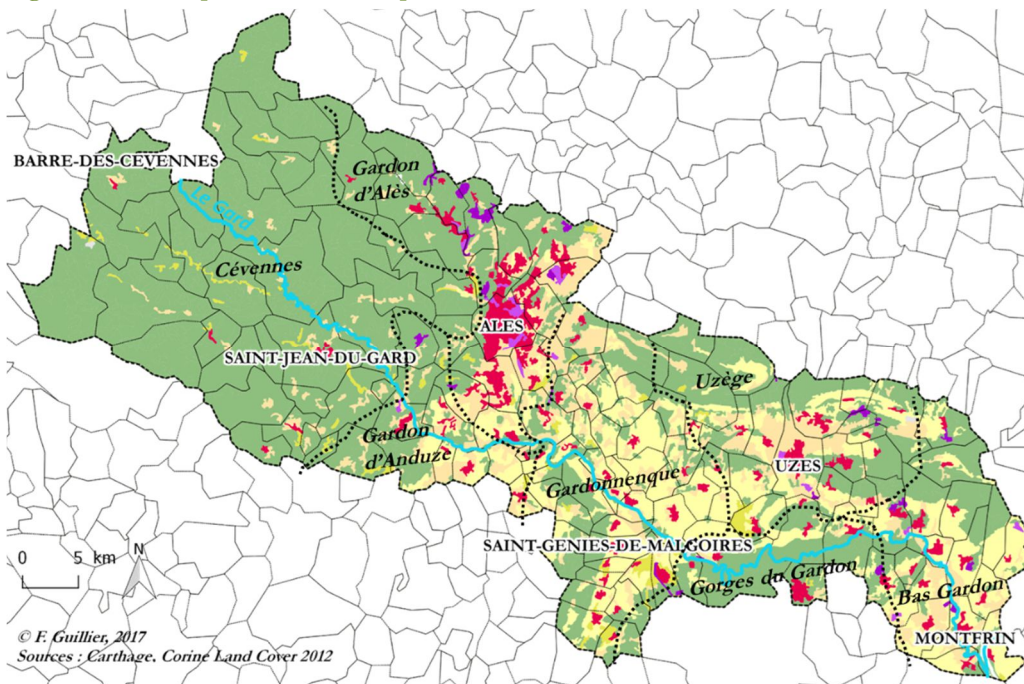 BARRE-DES-CÉVENNES
Gardon
d'Alès
Le Gard
Cévennes
ALES
SAINT-JEAN-DU-GARD
Uzège
Gardon
d'Anduze
UZES
Gardonnenque
SAINT-GENIES-DE-MALGOIRES
Gorges du Gardon
Bas Gardon
MONTFRIN
0 5 km
N
© F. Guillier, 2017
Sources : Carthage, Corine Land Cover 2012